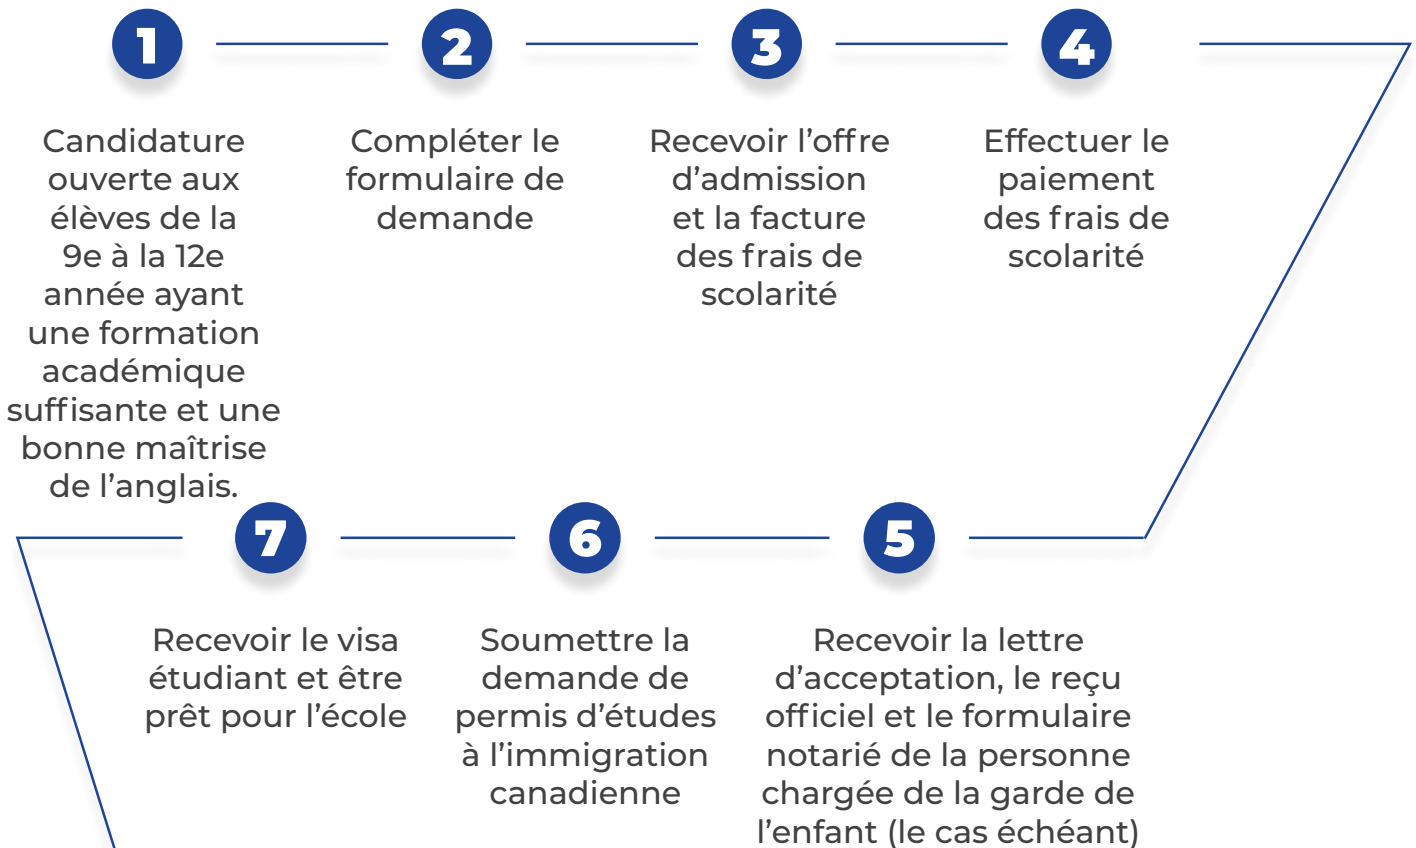 1
Candidature
ouverte aux
élèves de la
9e à la 12e
année ayant
une formation
académique
suffisante et une
bonne maîtrise
de l’anglais.
2
Compléter le
formulaire de
demande
3
Recevoir l’offre
d’admission
et la facture
des frais de
scolarité
4
Effectuer le
paiement
des frais de
scolarité
5
Recevoir la lettre
d’acceptation, le reçu
officiel et le formulaire
notarié de la personne
chargée de la garde de
l’enfant (le cas échéant)
6
Soumettre la
demande de
permis d’études
à l’immigration
canadienne
7
Recevoir le visa
étudiant et être
prêt pour l’école